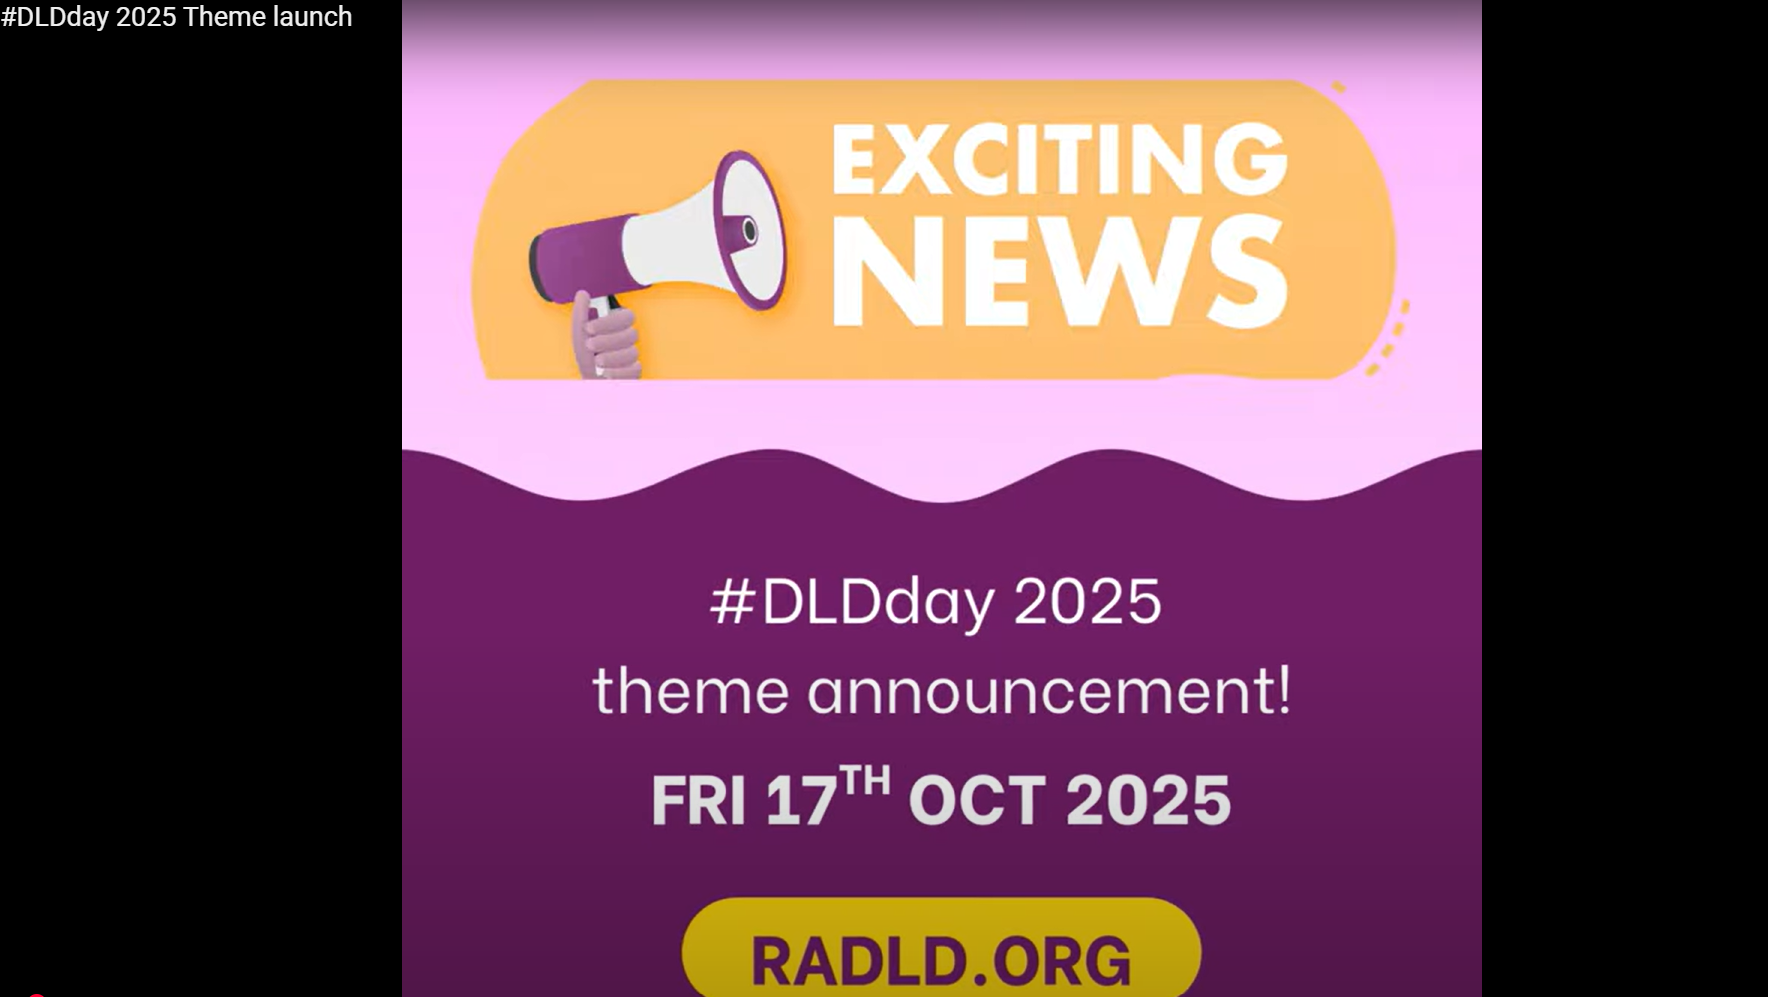 #DLDday 2025 Theme launch
EXCITING
NEWS
#DLDday 2025
theme announcement!
FRI 17TH OCT 2025
RADLD.ORG